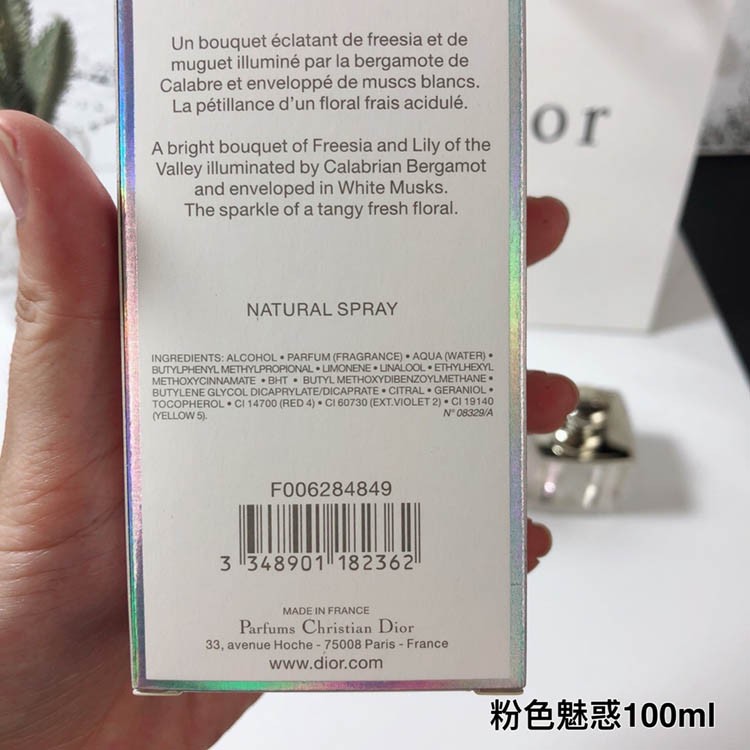 Un bouquet éclatant de freesia et de
muguet illuminé par la bergamote de
Calabre et enveloppé de muscs blancs.
La pétillance d'un floral frais acidulé.
A bright bouquet of Freesia and Lily of the
Valley illuminated by Calabrian Bergamot
and enveloped in White Musks.
The sparkle of a tangy fresh floral.
or
NATURAL SPRAY
INGREDIENTS: ALCOHOL • PARFUM (FRAGRANCE) • AQUA (WATER) •
BUTYLPHENYL METHYLPROPIONAL • LIMONENE • LINALOOL • ETHYLHEXYL
METHOXYCINNAMATE • BHT • BUTYL METHOXYDIBENZOYLMETHANE •
BUTYLENE GLYCOL DICAPRYLATE/DICAPRATE • CITRAL • GERANIOL •
TOCOPHEROL • CI 14700 (RED 4) • CI 60730 (EXT.VIOLET 2) • CI 19140
(YELLOW 5). N° 08329/A
F006284849
3 348901 182362
MADE IN FRANCE
Parfums Christian Dior
33, avenue Hoche - 75008 Paris - France
www.dior.com
粉色魅惑100ml